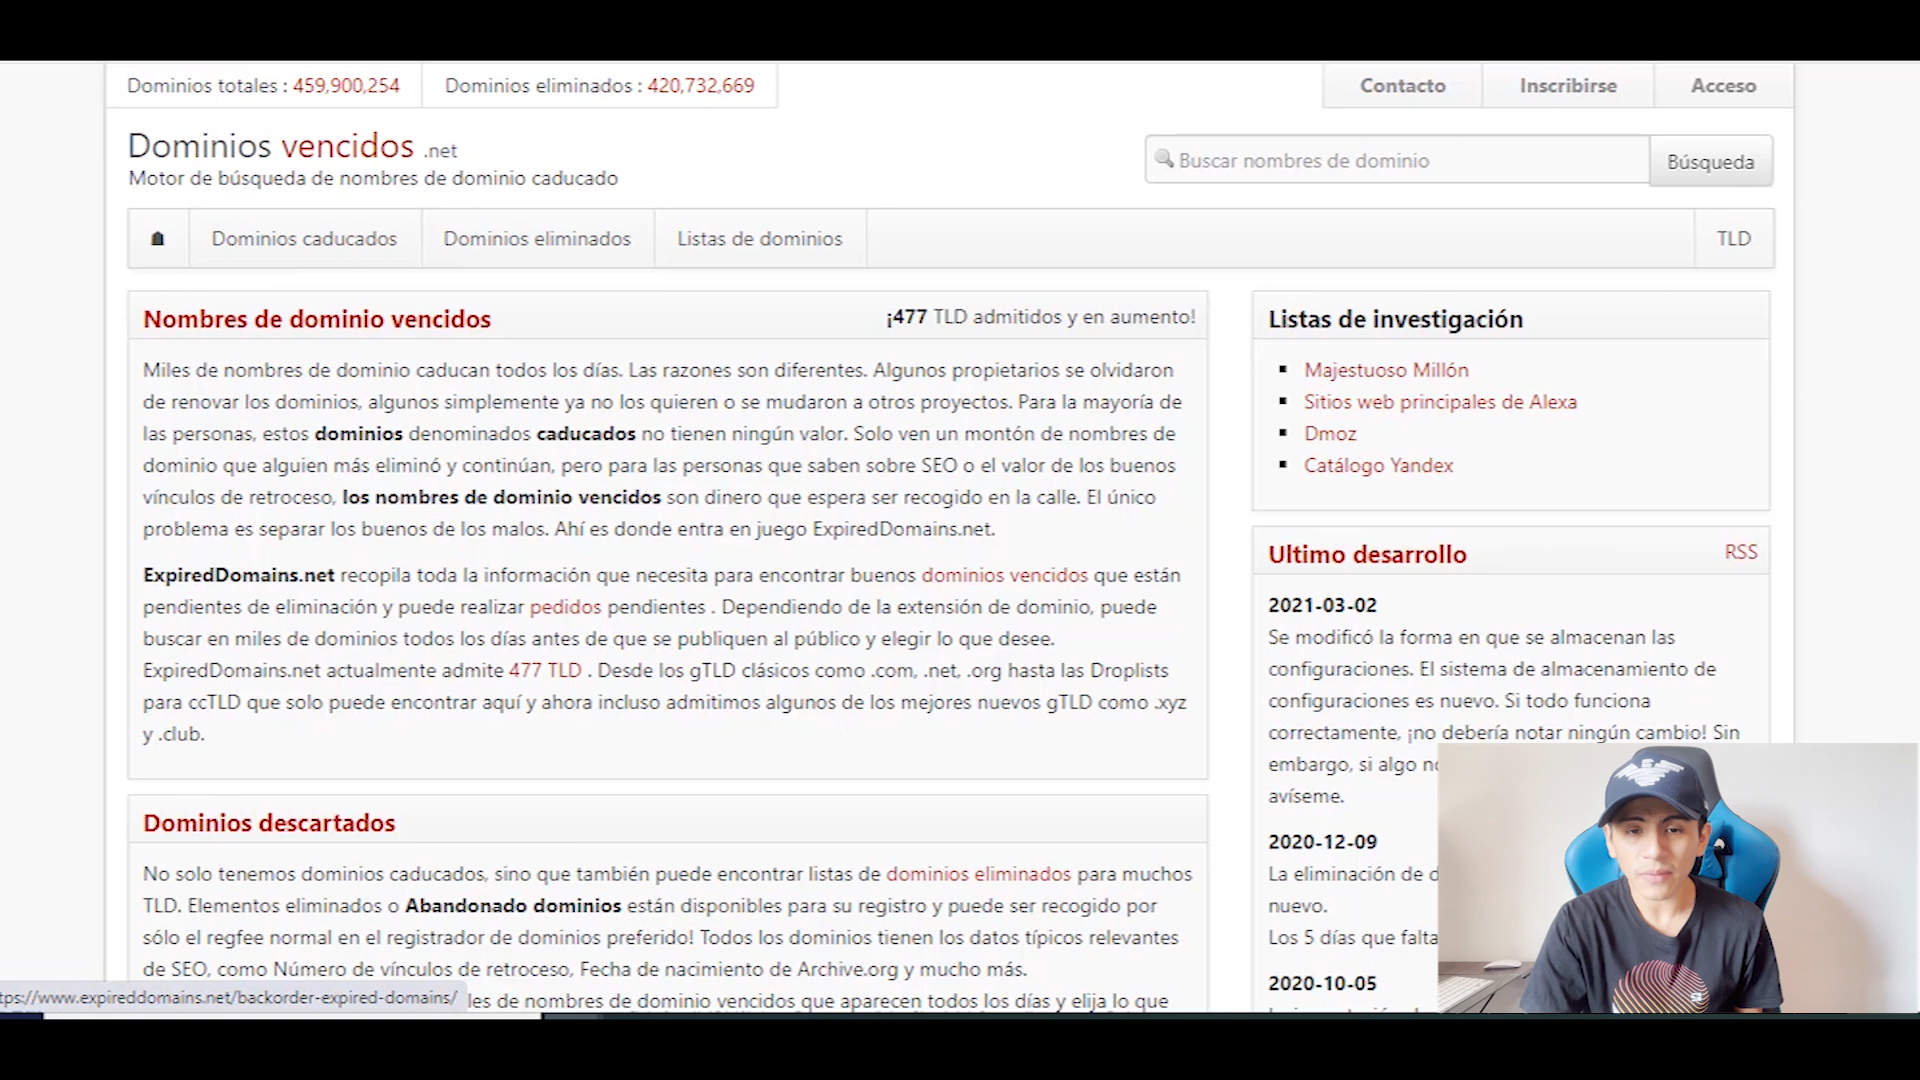 Dominios totales : 459,900,254
Dominios eliminados : 420,732,669
Contacto
Inscribirse
Acceso
Dominios vencidos .net
Motor de búsqueda de nombres de dominio caducado
Buscar nombres de dominio
Búsqueda
Dominios caducados
Dominios eliminados
Listas de dominios
TLD
Nombres de dominio vencidos
¡477 TLD admitidos y en aumento!
Miles de nombres de dominio caducan todos los días. Las razones son diferentes. Algunos propietarios se olvidaron
de renovar los dominios, algunos simplemente ya no los quieren o se mudaron a otros proyectos. Para la mayoría de
las personas, estos dominios denominados caducados no tienen ningún valor. Solo ven un montón de nombres de
dominio que alguien más eliminó y continúan, pero para las personas que saben sobre SEO o el valor de los buenos
vínculos de retroceso, los nombres de dominio vencidos son dinero que espera ser recogido en la calle. El único
problema es separar los buenos de los malos. Ahí es donde entra en juego ExpiredDomains.net.
ExpiredDomains.net recopila toda la información que necesita para encontrar buenos dominios vencidos que están
pendientes de eliminación y puede realizar pedidos pendientes . Dependiendo de la extensión de dominio, puede
buscar en miles de dominios todos los días antes de que se publiquen al público y elegir lo que desee.
ExpiredDomains.net actualmente admite 477 TLD . Desde los gTLD clásicos como .com, .net, .org hasta las Droplists
para ccTLD que solo puede encontrar aquí y ahora incluso admitimos algunos de los mejores nuevos gTLD como .xyz
y .club.
Dominios descartados
No solo tenemos dominios caducados, sino que también puede encontrar listas de dominios eliminados para muchos
TLD. Elementos eliminados o Abandonado dominios están disponibles para su registro y puede ser recogido por
sólo el regfee normal en el registrador de dominios preferido! Todos los dominios tienen los datos típicos relevantes
de SEO, como Número de vínculos de retroceso, Fecha de nacimiento de Archive.org y mucho más.
les de nombres de dominio vencidos que aparecen todos los días y elija lo que
tps://www.expireddomains.net/backorder-expired-domains/
Listas de investigación
Majestuoso Millón
Sitios web principales de Alexa
Dmoz
Catálogo Yandex
Ultimo desarrollo
RSS
2021-03-02
Se modificó la forma en que se almacenan las
configuraciones. El sistema de almacenamiento de
configuraciones es nuevo. Si todo funciona
correctamente, ¡no debería notar ningún cambio! Sin
embargo, si algo
avíseme.
2020-12-09
La eliminación de
nuevo.
Los 5 días que
2020-10-05